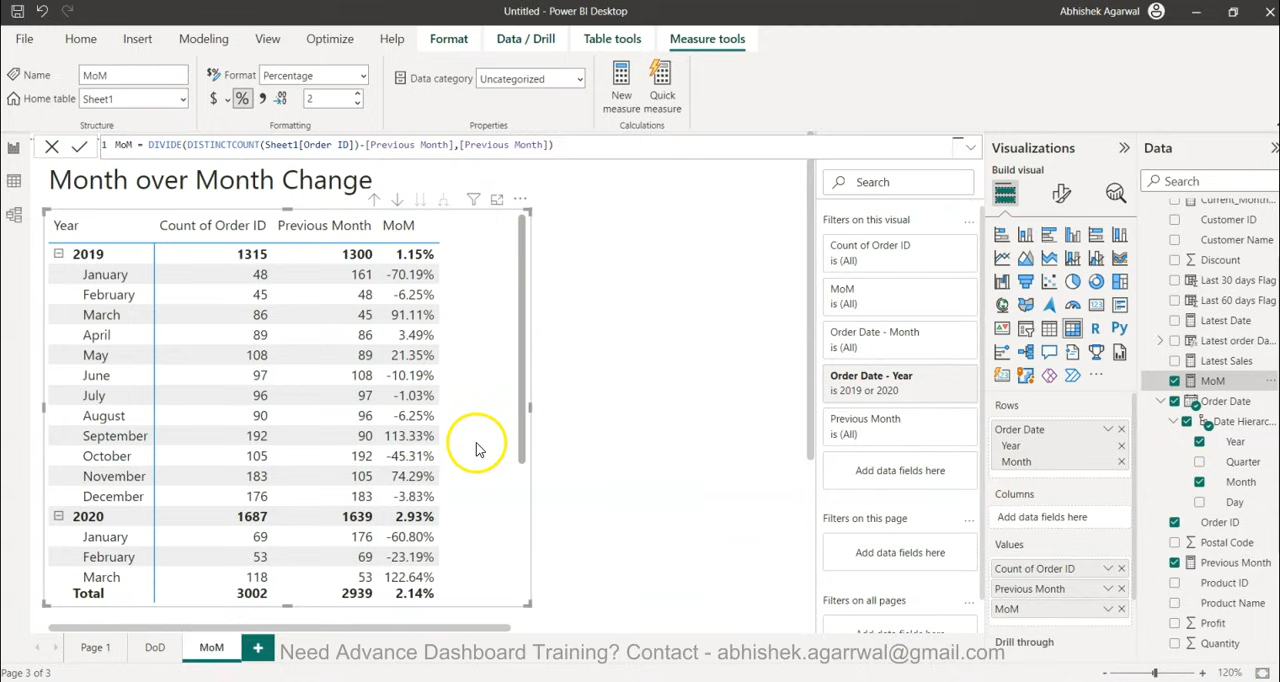 Untitled - Power BI Desktop
Abhishek Agarwal
File Home Insert Modeling View Optimize Help Format Data / Drill Table tools Measure tools
Name MoM
Home table Sheet1
Structure
Format Percentage
$ % 2
Formatting
Data category Uncategorized
Properties
New measure
Quick measure
Calculations
1 MoM = DIVIDE(DISTINCTCOUNT(Sheet1[Order ID])-[Previous Month],[Previous Month])
Month over Month Change
Year Count of Order ID Previous Month MoM
2019 1315 1300 1.15%
January 48 161 -70.19%
February 45 48 -6.25%
March 86 45 91.11%
April 89 86 3.49%
May 108 89 21.35%
June 97 108 -10.19%
July 96 97 -1.03%
August 90 96 -6.25%
September 192 90 113.33%
October 105 192 -45.31%
November 183 105 74.29%
December 176 183 -3.83%
2020 1687 1639 2.93%
January 69 176 -60.80%
February 53 69 -23.19%
March 118 53 122.64%
Total 3002 2939 2.14%
Search
Filters on this visual
Count of Order ID
is (All)
MoM
is (All)
Order Date - Month
is (All)
Order Date - Year
is 2019 or 2020
Previous Month
is (All)
Add data fields here
Filters on this page
Add data fields here
Filters on all pages
Visualizations
Build visual
R Py
Rows
Order Date
Year
Month
Columns
Add data fields here
Values
Count of Order ID
Previous Month
MoM
Drill through
Data
Search
Current_Month...
Customer ID
Customer Name
Discount
Last 30 days Flag
Last 60 days Flag
Latest Date
Latest order Da...
Latest Sales
MoM
Order Date
Date Hierarc...
Year
Quarter
Month
Day
Order ID
Postal Code
Previous Month
Product ID
Product Name
Profit
Quantity
Page 1 DoD MoM
Need Advance Dashboard Training? Contact - abhishek.agarrwal@gmail.com
Page 3 of 3
120%